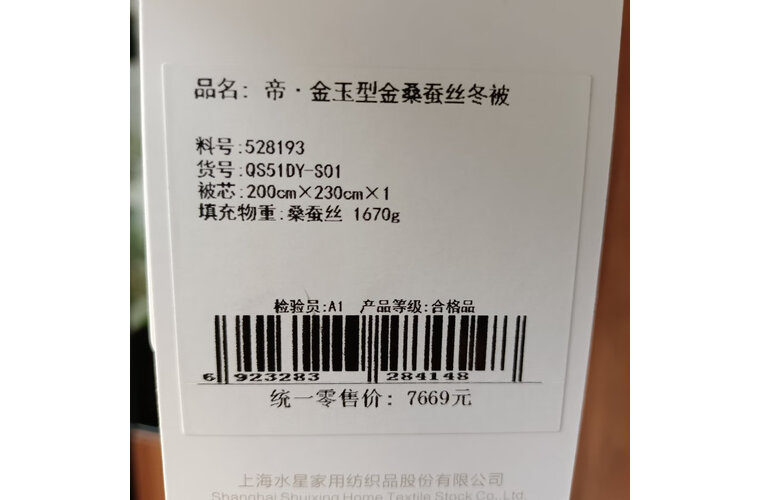 品名: 帝·金玉型金桑蚕丝冬被
料号:528193
货号:QS51DY-S01
被芯:200cm×230cm×1
填充物重:桑蚕丝 1670g
检验员:A1 产品等级:合格品
6 923283 284148
统一零售价: 7669元
上海水星家用纺织品股份有限公司
Shanghai Shuixing Home Textile Stock Co., Ltd.